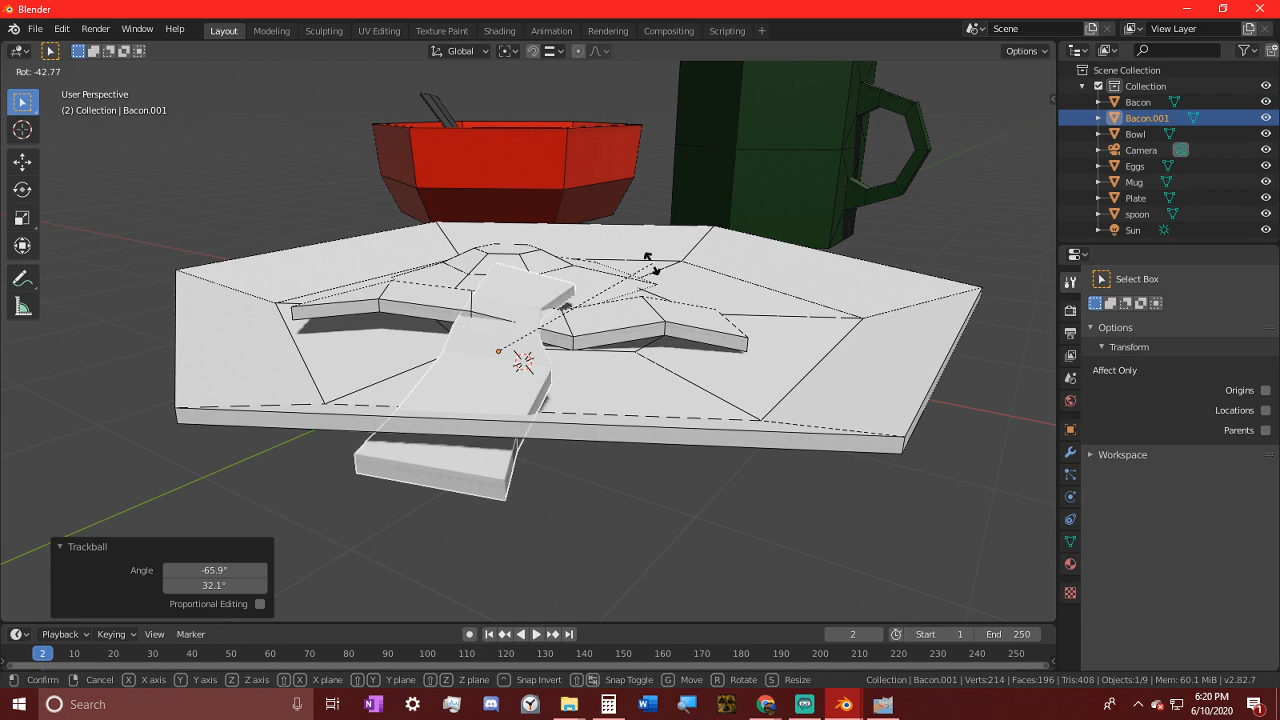 Blender
File Edit Render Window Help
Layout Modeling Sculpting UV Editing Texture Paint Shading Animation Rendering Compositing Scripting +
Scene
View Layer
Global
Options
Rot: -42.77
User Perspective
(2) Collection | Bacon.001
Scene Collection
Collection
Bacon
Bacon.001
Bowl
Camera
Eggs
Mug
Plate
spoon
Sun
Select Box
Options
Transform
Affect Only
Origins
Locations
Parents
Workspace
Trackball
Angle
-65.9°
32.1°
Proportional Editing
Playback Keying View Marker
2
Start 1
End 250
2 10 20 30 40 50 60 70 80 90 100 110 120 130 140 150 160 170 180 190 200 210 220 230 240 250
Confirm Cancel X X axis Y Y axis Z Z axis X X plane Y Y plane Z Z plane Snap Invert Snap Toggle G Move R Rotate S Resize
Collection | Bacon.001 | Verts:214 | Faces:196 | Tris:408 | Objects:1/9 | Mem: 60.1 MiB | v2.82.7
Search
6:20 PM
6/10/2020
1